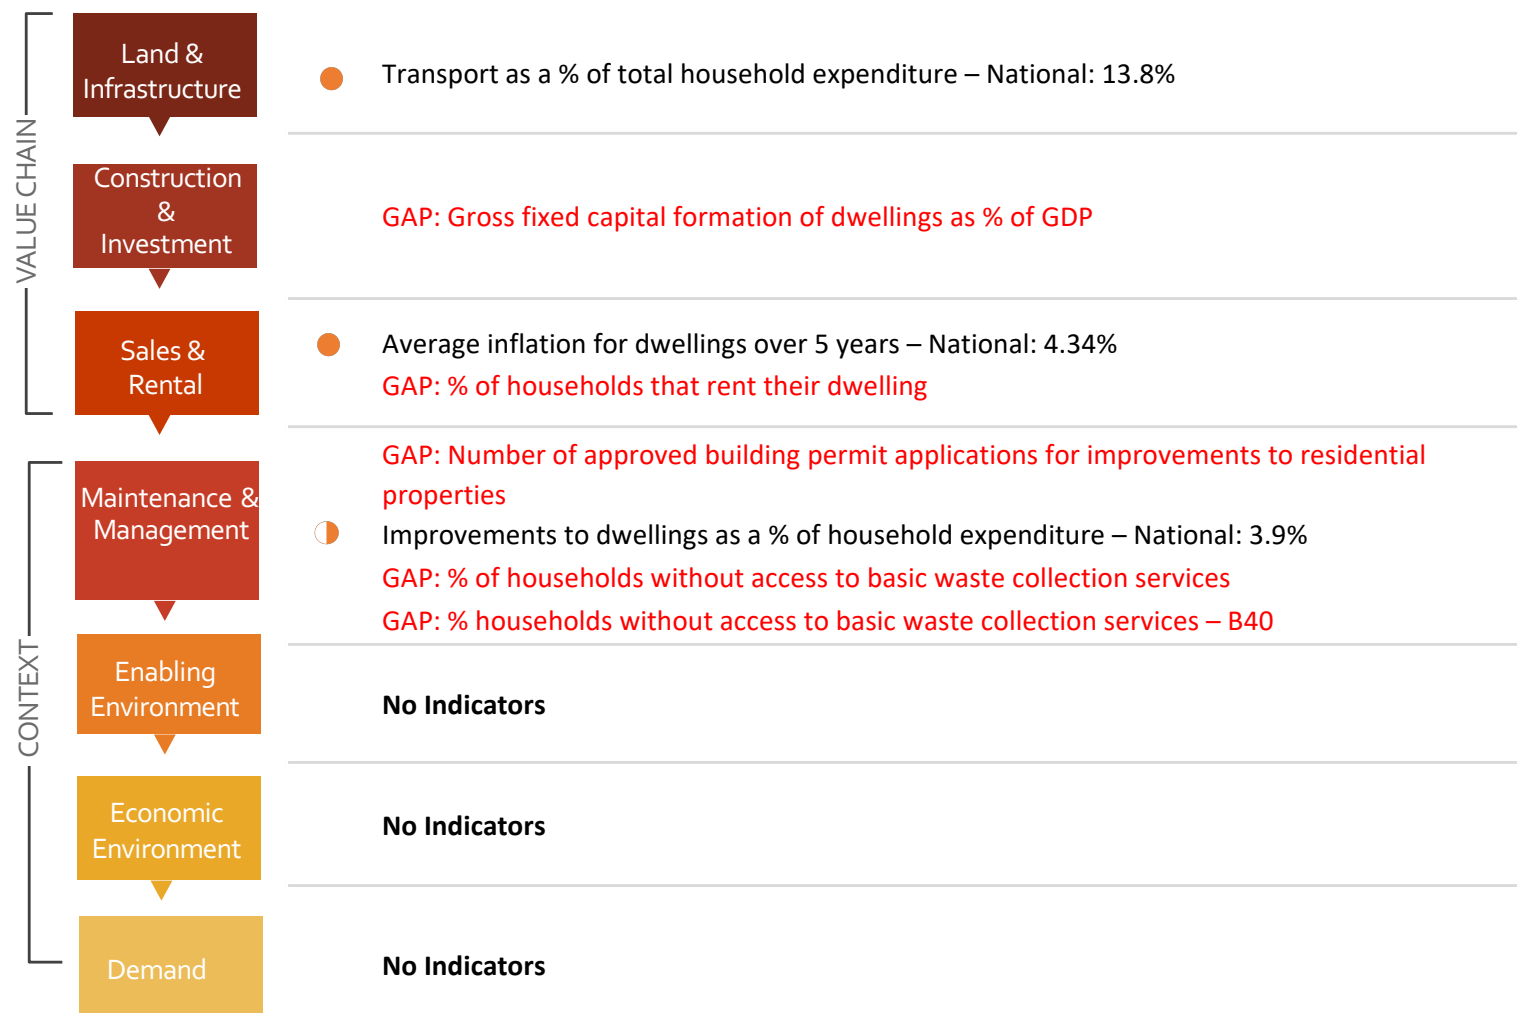 VALUE CHAIN
Land &
Infrastructure
Transport as a % of total household expenditure – National: 13.8%
Construction
&
Investment
GAP: Gross fixed capital formation of dwellings as % of GDP
Sales &
Rental
Average inflation for dwellings over 5 years – National: 4.34%
GAP: % of households that rent their dwelling
CONTEXT
Maintenance &
Management
GAP: Number of approved building permit applications for improvements to residential
properties
Improvements to dwellings as a % of household expenditure – National: 3.9%
GAP: % of households without access to basic waste collection services
GAP: % households without access to basic waste collection services – B40
Enabling
Environment
No Indicators
Economic
Environment
No Indicators
Demand
No Indicators